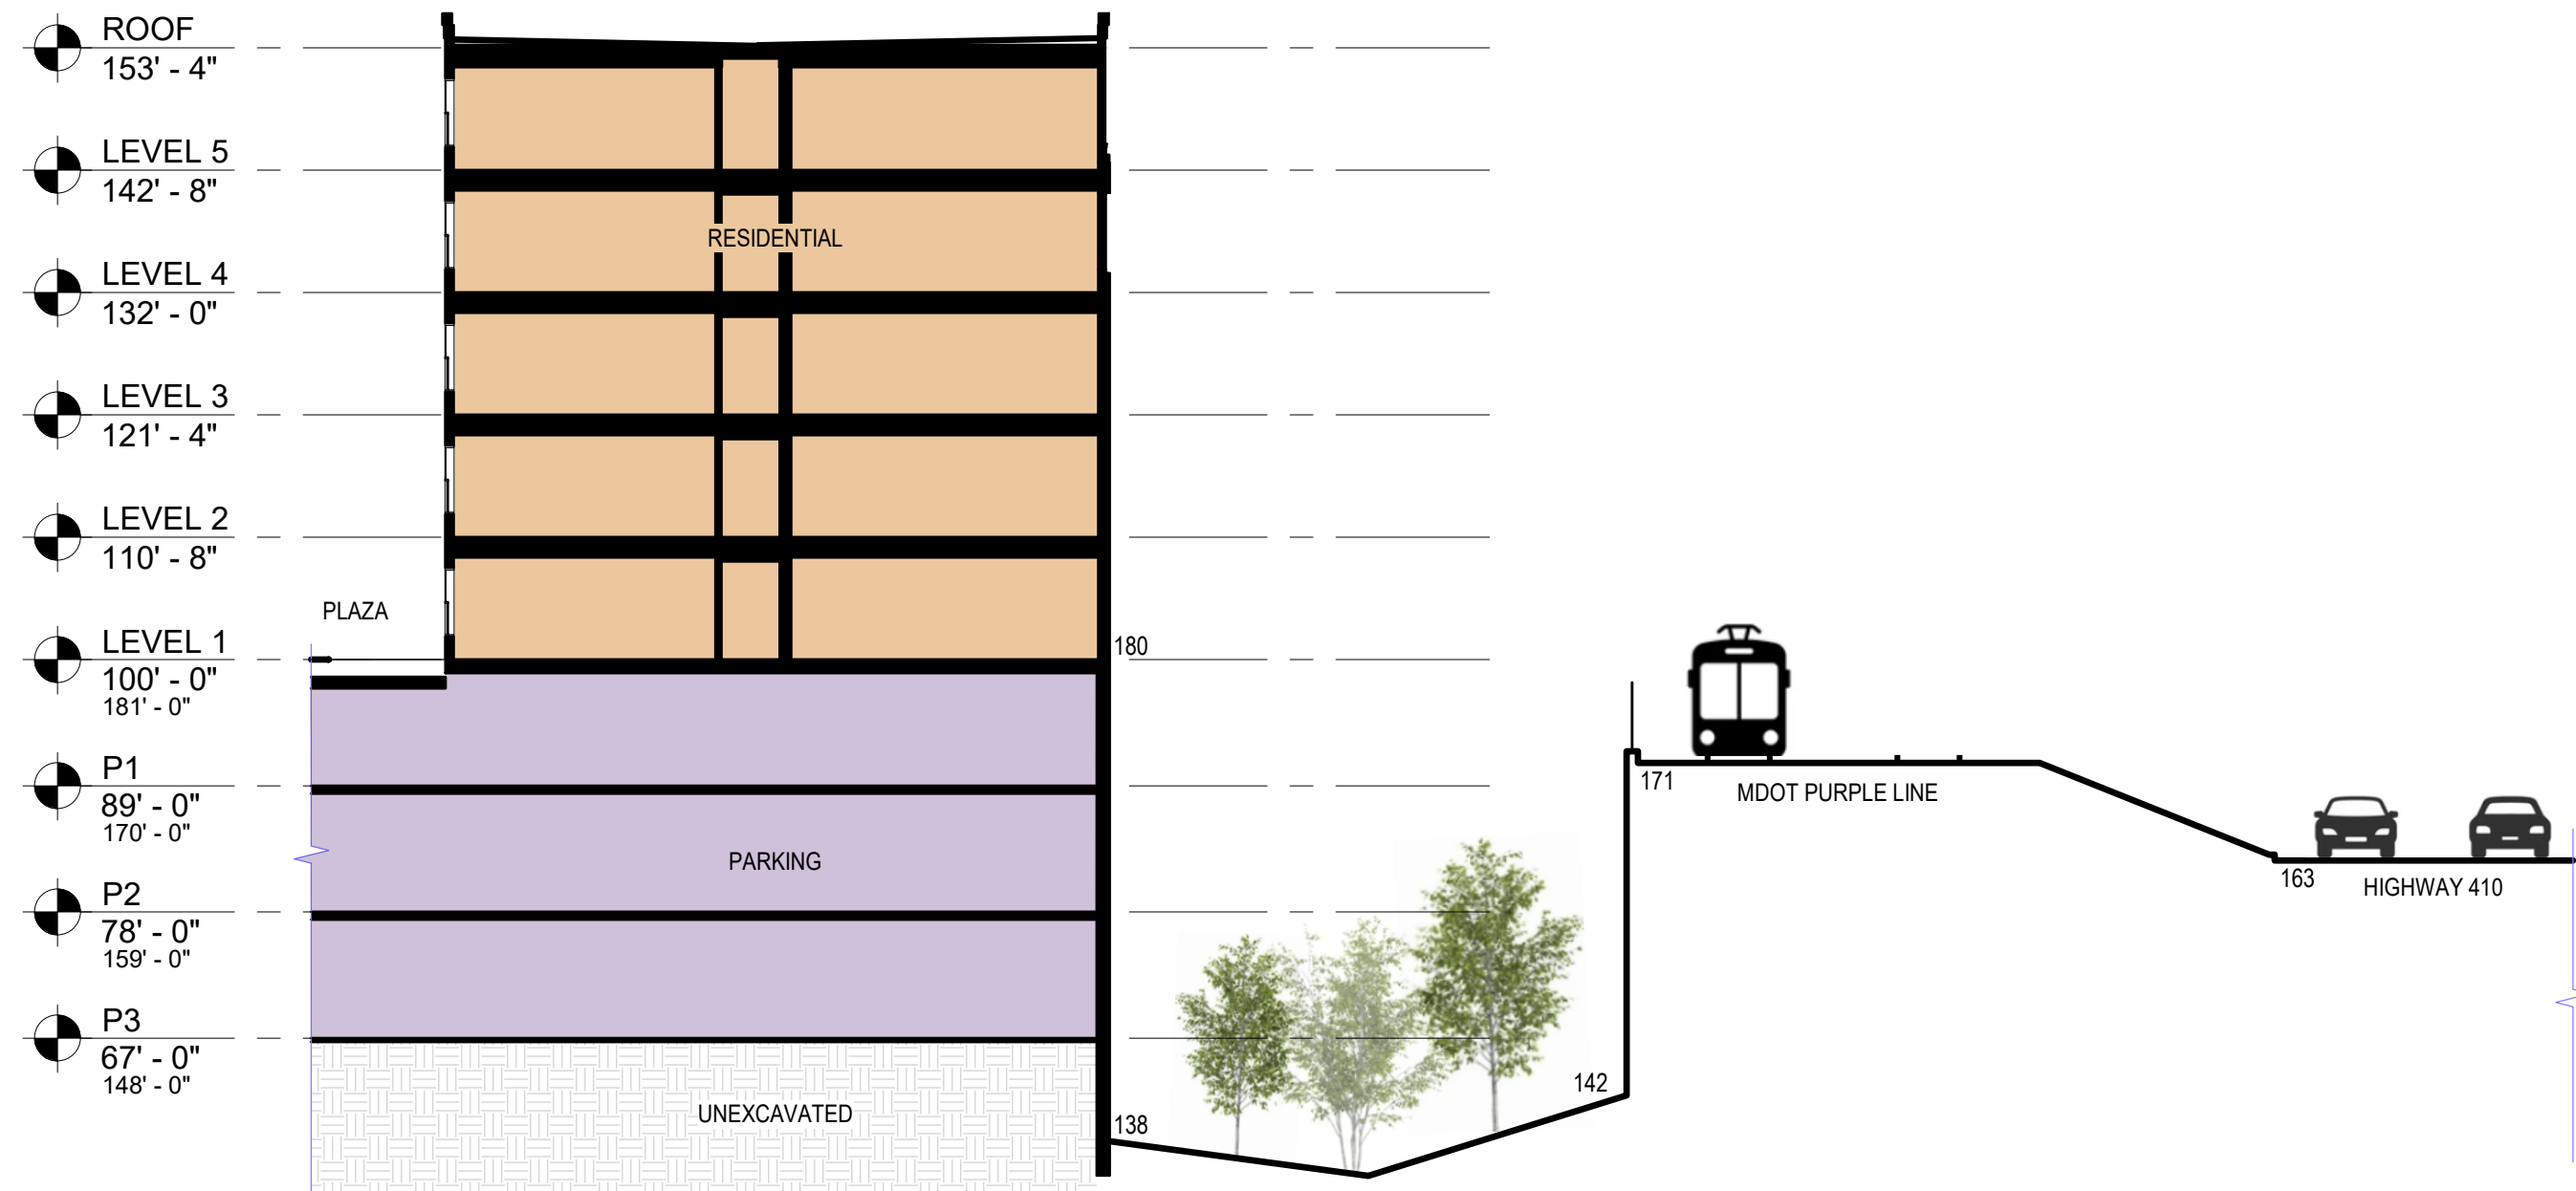 ROOF
153' - 4"
LEVEL 5
142' - 8"
RESIDENTIAL
LEVEL 4
132' - 0"
LEVEL 3
121' - 4"
LEVEL 2
110' - 8"
PLAZA
LEVEL 1
100' - 0"
181' - 0"
180
P1
89' - 0"
170' - 0"
171
MDOT PURPLE LINE
PARKING
163
HIGHWAY 410
P2
78' - 0"
159' - 0"
P3
67' - 0"
148' - 0"
142
UNEXCAVATED
138